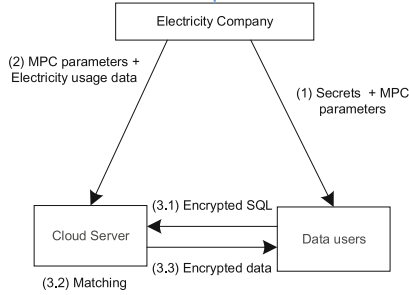 Electricity Company
(2) MPC parameters +
Electricity usage data
(1) Secrets + MPC
parameters
(3.1) Encrypted SQL
Cloud Server
Data users
(3.3) Encrypted data
(3.2) Matching